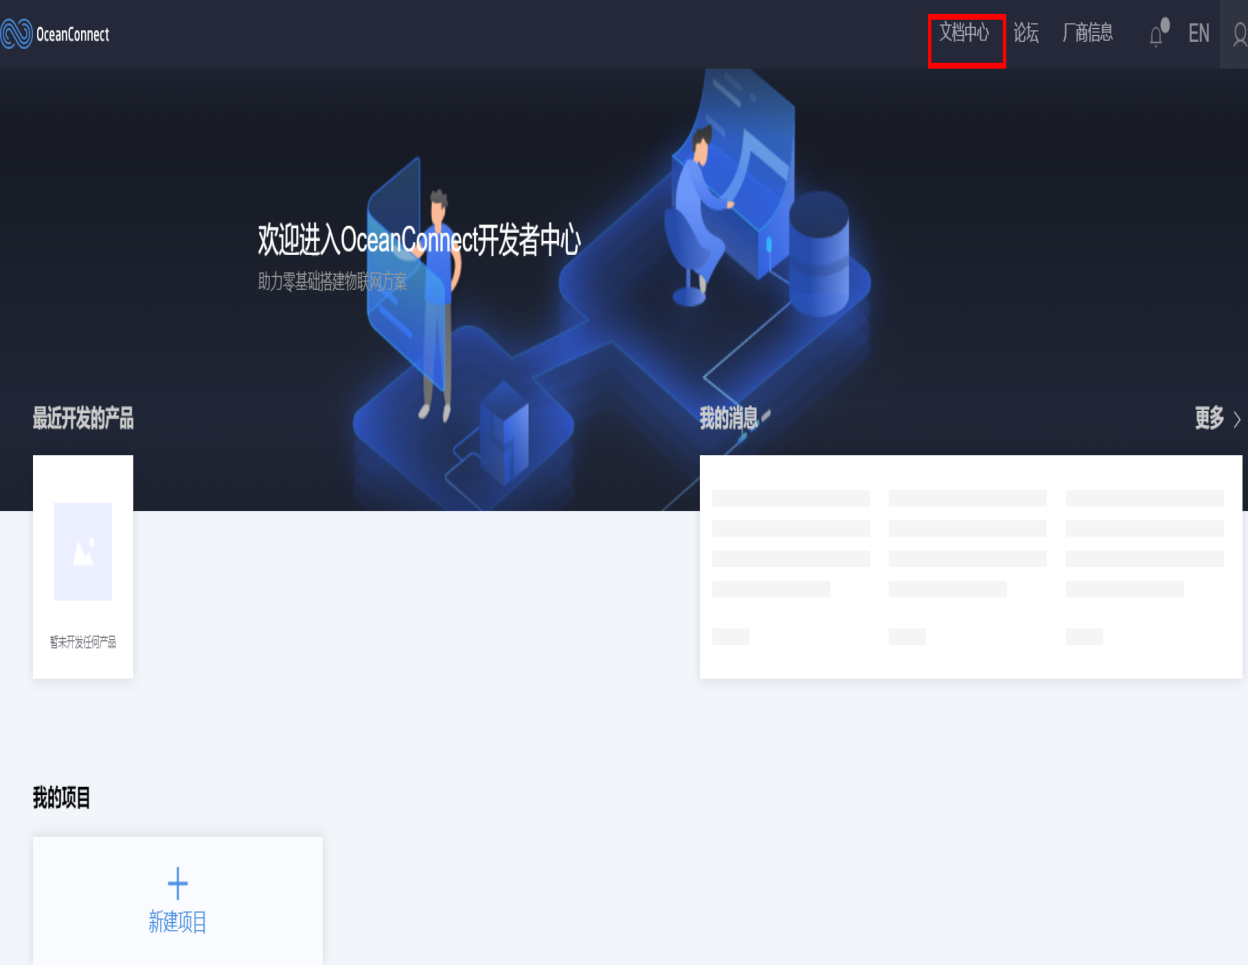 OceanConnect
文档中心 论坛 厂商信息 EN
欢迎进入OceanConnect开发者中心
助力零基础搭建物联网方案
最近开发的产品
我的消息
更多
暂未开发任何产品
我的项目
新建项目